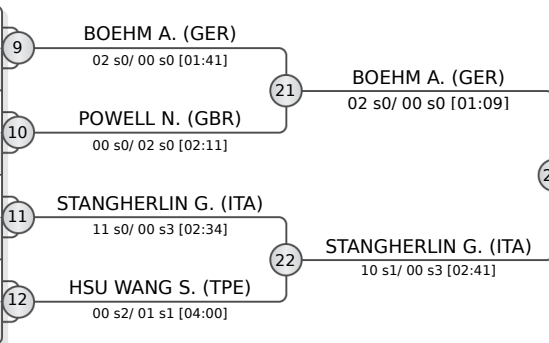 9
BOEHM A. (GER)
02 s0/ 00 s0 [01:41]
21
BOEHM A. (GER)
02 s0/ 00 s0 [01:09]
10
POWELL N. (GBR)
00 s0/ 02 s0 [02:11]
11
STANGHERLIN G. (ITA)
11 s0/ 00 s3 [02:34]
22
STANGHERLIN G. (ITA)
10 s1/ 00 s3 [02:41]
12
HSU WANG S. (TPE)
00 s2/ 01 s1 [04:00]